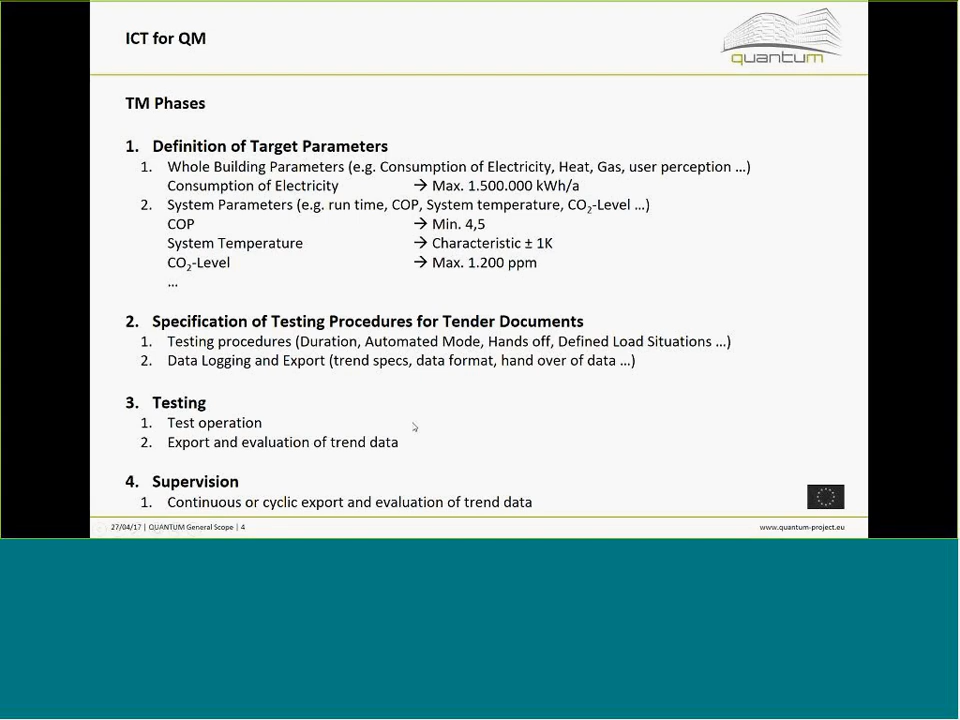 ICT for QM
quantum
TM Phases
1. Definition of Target Parameters
1. Whole Building Parameters (e.g. Consumption of Electricity, Heat, Gas, user perception ...)
Consumption of Electricity → Max. 1.500.000 kWh/a
2. System Parameters (e.g. run time, COP, System temperature, CO₂-Level ...)
COP → Min. 4,5
System Temperature → Characteristic ± 1K
CO₂-Level → Max. 1.200 ppm
...
2. Specification of Testing Procedures for Tender Documents
1. Testing procedures (Duration, Automated Mode, Hands off, Defined Load Situations ...)
2. Data Logging and Export (trend specs, data format, hand over of data ...)
3. Testing
1. Test operation
2. Export and evaluation of trend data
4. Supervision
1. Continuous or cyclic export and evaluation of trend data
27/04/17 | QUANTUM General Scope | 4 www.quantum-project.eu